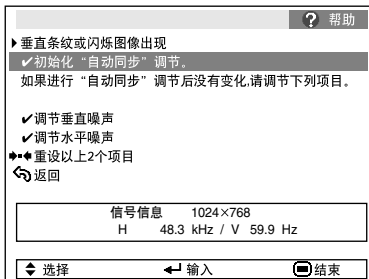 ? 帮助
垂直条纹或闪烁图像出现
✔初始化“自动同步”调节。
如果进行“自动同步”调节后没有变化,请调节下列项目。
✔调节垂直噪声
✔调节水平噪声
重设以上2个项目
返回
信号信息 1024×768
H 48.3 kHz / V 59.9 Hz
选择 输入 结束